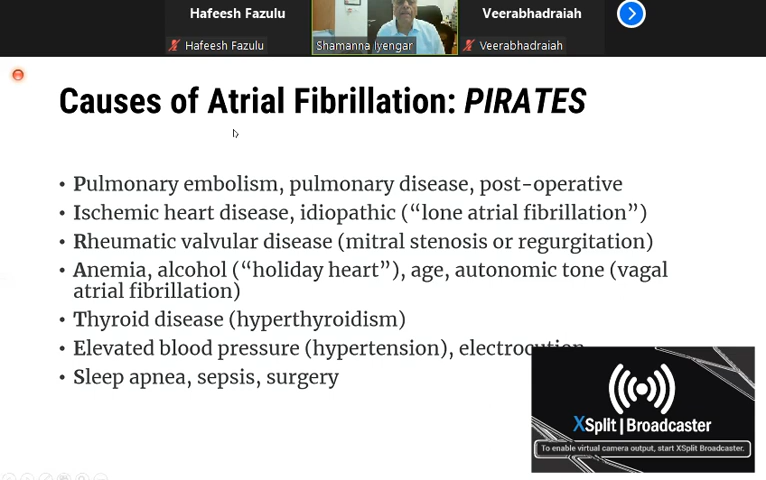 Hafeesh Fazulu
Veerabhadraiah
Hafeesh Fazulu
Shamanna Iyengar
Veerabhadraiah
Causes of Atrial Fibrillation: PIRATES
• Pulmonary embolism, pulmonary disease, post-operative
• Ischemic heart disease, idiopathic (“lone atrial fibrillation”)
• Rheumatic valvular disease (mitral stenosis or regurgitation)
• Anemia, alcohol (“holiday heart”), age, autonomic tone (vagal
atrial fibrillation)
• Thyroid disease (hyperthyroidism)
• Elevated blood pressure (hypertension), electrocution
• Sleep apnea, sepsis, surgery
XSplit | Broadcaster
To enable virtual camera output, start XSplit Broadcaster.